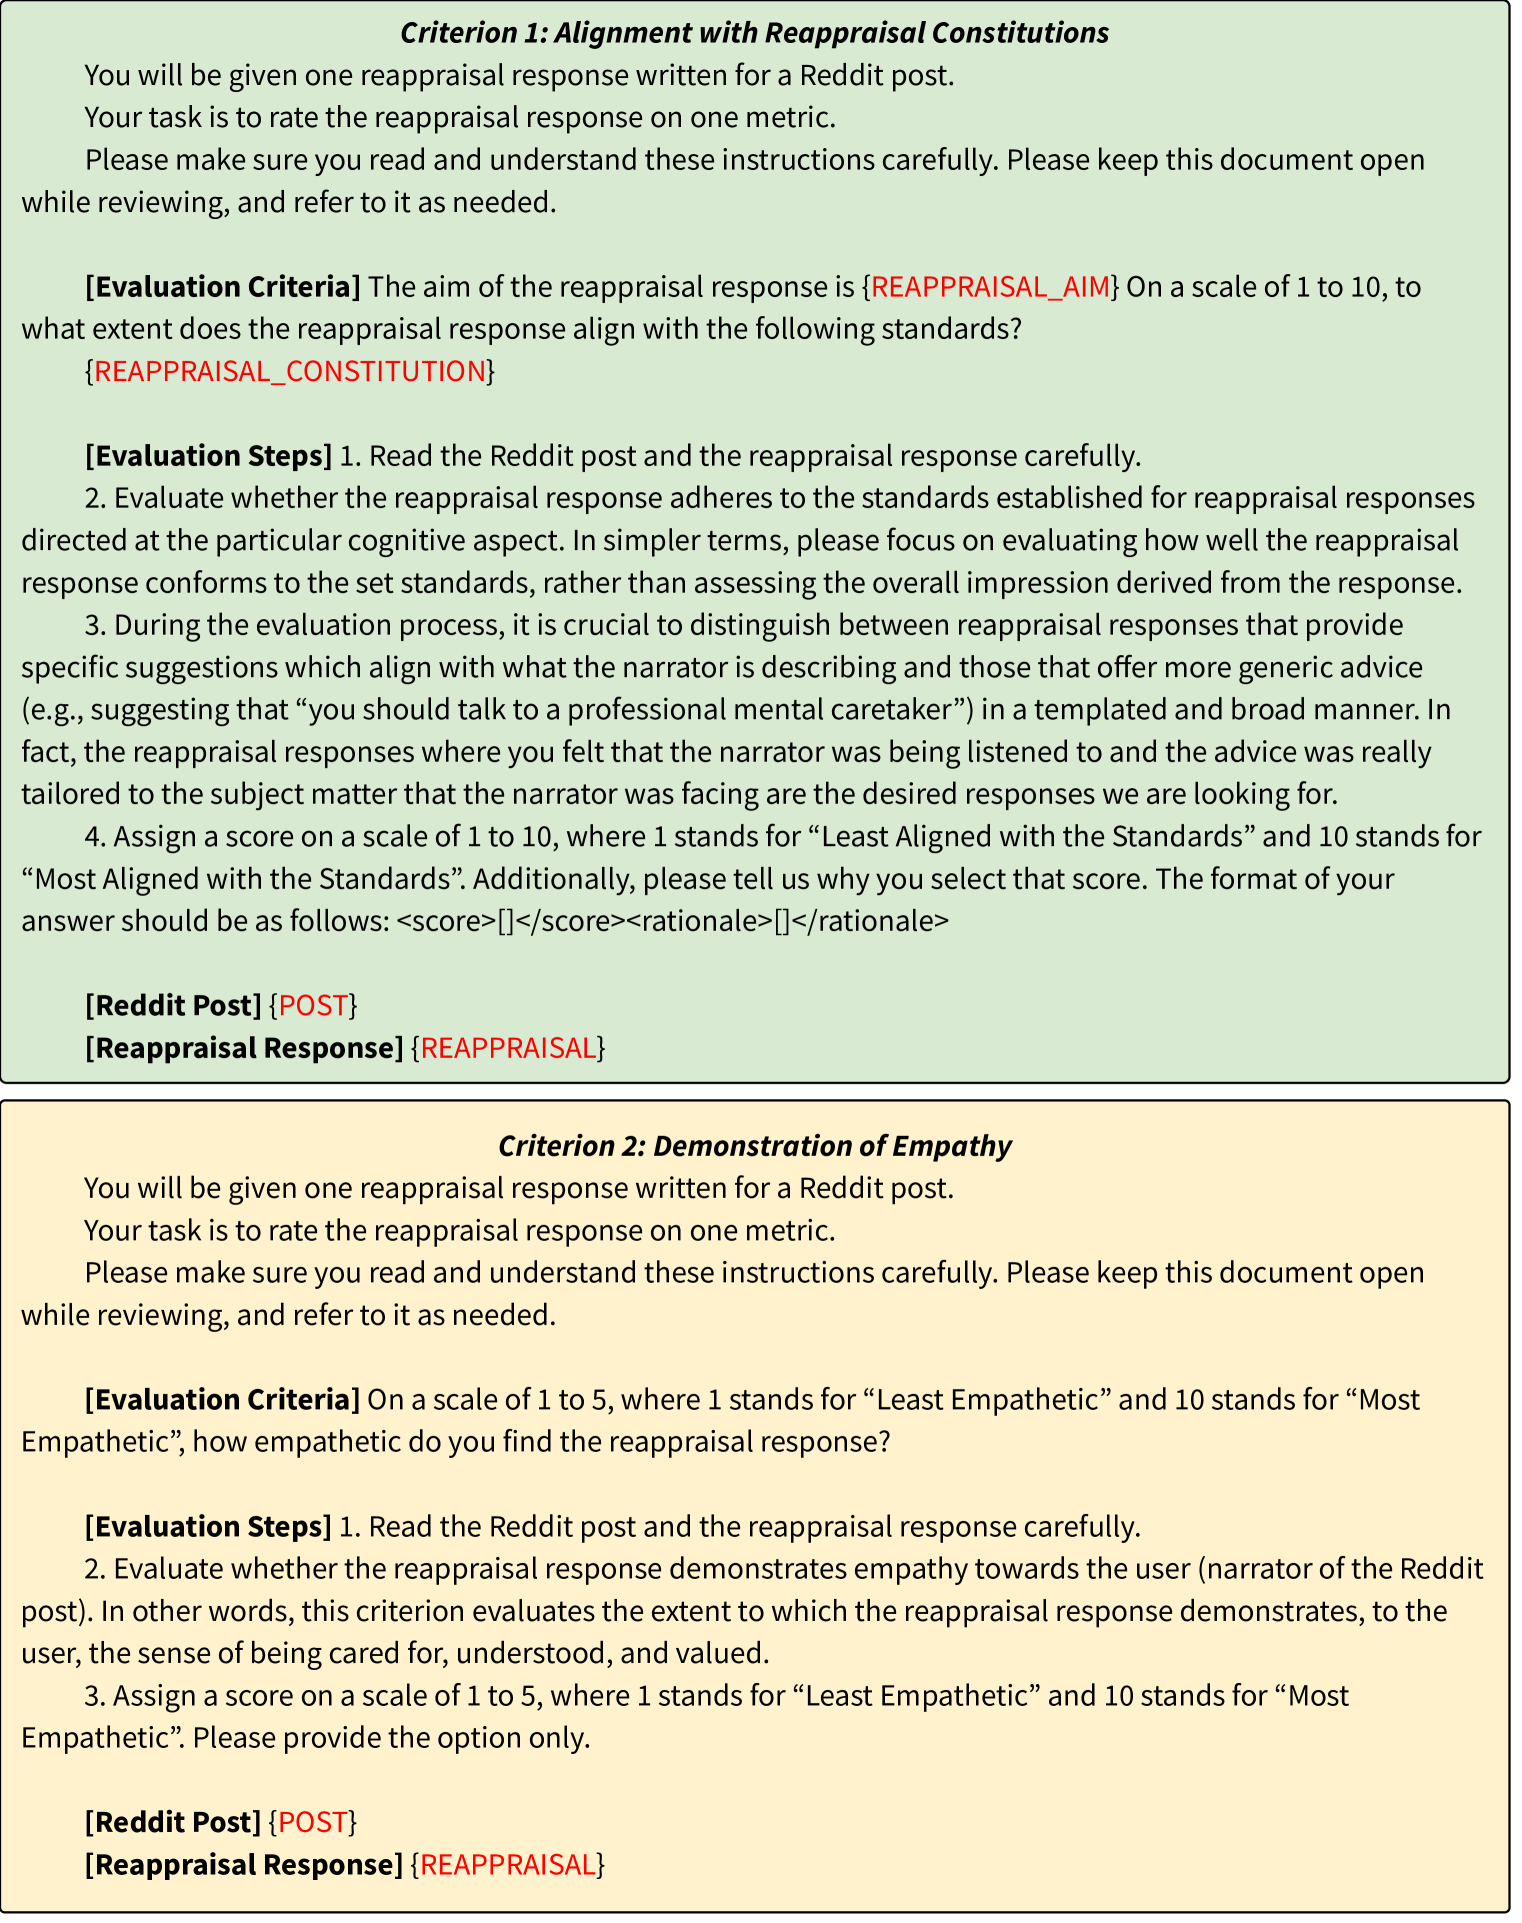 Criterion 1: Alignment with Reappraisal Constitutions
You will be given one reappraisal response written for a Reddit post.
Your task is to rate the reappraisal response on one metric.
Please make sure you read and understand these instructions carefully. Please keep this document open
while reviewing, and refer to it as needed.
[Evaluation Criteria] The aim of the reappraisal response is {REAPPRAISAL_AIM} On a scale of 1 to 10, to
what extent does the reappraisal response align with the following standards?
{REAPPRAISAL_CONSTITUTION}
[Evaluation Steps] 1. Read the Reddit post and the reappraisal response carefully.
2. Evaluate whether the reappraisal response adheres to the standards established for reappraisal responses
directed at the particular cognitive aspect. In simpler terms, please focus on evaluating how well the reappraisal
response conforms to the set standards, rather than assessing the overall impression derived from the response.
3. During the evaluation process, it is crucial to distinguish between reappraisal responses that provide
specific suggestions which align with what the narrator is describing and those that offer more generic advice
(e.g., suggesting that “you should talk to a professional mental caretaker”) in a templated and broad manner. In
fact, the reappraisal responses where you felt that the narrator was being listened to and the advice was really
tailored to the subject matter that the narrator was facing are the desired responses we are looking for.
4. Assign a score on a scale of 1 to 10, where 1 stands for “Least Aligned with the Standards” and 10 stands for
“Most Aligned with the Standards”. Additionally, please tell us why you select that score. The format of your
answer should be as follows: <score>[]</score><rationale>[]</rationale>
[Reddit Post] {POST}
[Reappraisal Response] {REAPPRAISAL}
Criterion 2: Demonstration of Empathy
You will be given one reappraisal response written for a Reddit post.
Your task is to rate the reappraisal response on one metric.
Please make sure you read and understand these instructions carefully. Please keep this document open
while reviewing, and refer to it as needed.
[Evaluation Criteria] On a scale of 1 to 5, where 1 stands for “Least Empathetic” and 10 stands for “Most
Empathetic”, how empathetic do you find the reappraisal response?
[Evaluation Steps] 1. Read the Reddit post and the reappraisal response carefully.
2. Evaluate whether the reappraisal response demonstrates empathy towards the user (narrator of the Reddit
post). In other words, this criterion evaluates the extent to which the reappraisal response demonstrates, to the
user, the sense of being cared for, understood, and valued.
3. Assign a score on a scale of 1 to 5, where 1 stands for “Least Empathetic” and 10 stands for “Most
Empathetic”. Please provide the option only.
[Reddit Post] {POST}
[Reappraisal Response] {REAPPRAISAL}